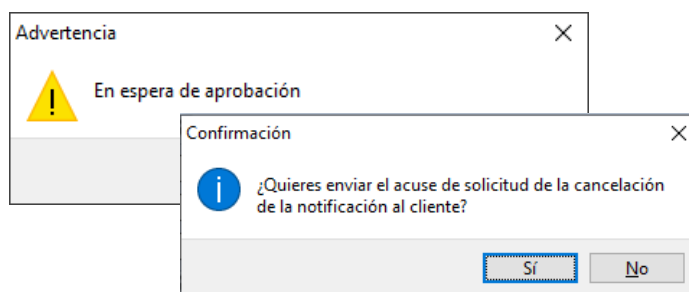 Advertencia
En espera de aprobación
Confirmación
¿Quieres enviar el acuse de solicitud de la cancelación
de la notificación al cliente?
Sí
No